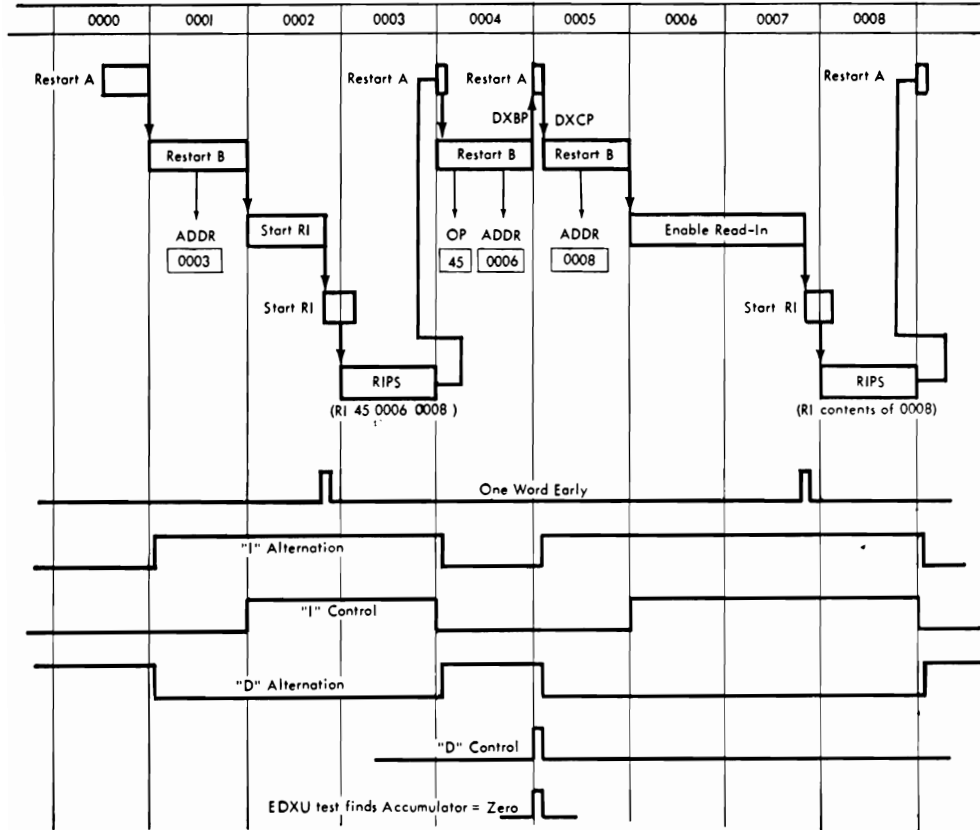 0000 0001 0002 0003 0004 0005 0006 0007 0008
Restart A Restart A Restart A Restart A
DXBP DXCP
Restart B Restart B Restart B
Start RI Enable Read-In
ADDR OP ADDR ADDR
0003 45 0006 0008
Start RI Start RI
RIPS RIPS
(RI 45 0006 0008 ) (RI contents of 0008)
One Word Early
"I" Alternation
"I" Control
"D" Alternation
"D" Control
EDXU test finds Accumulator = Zero